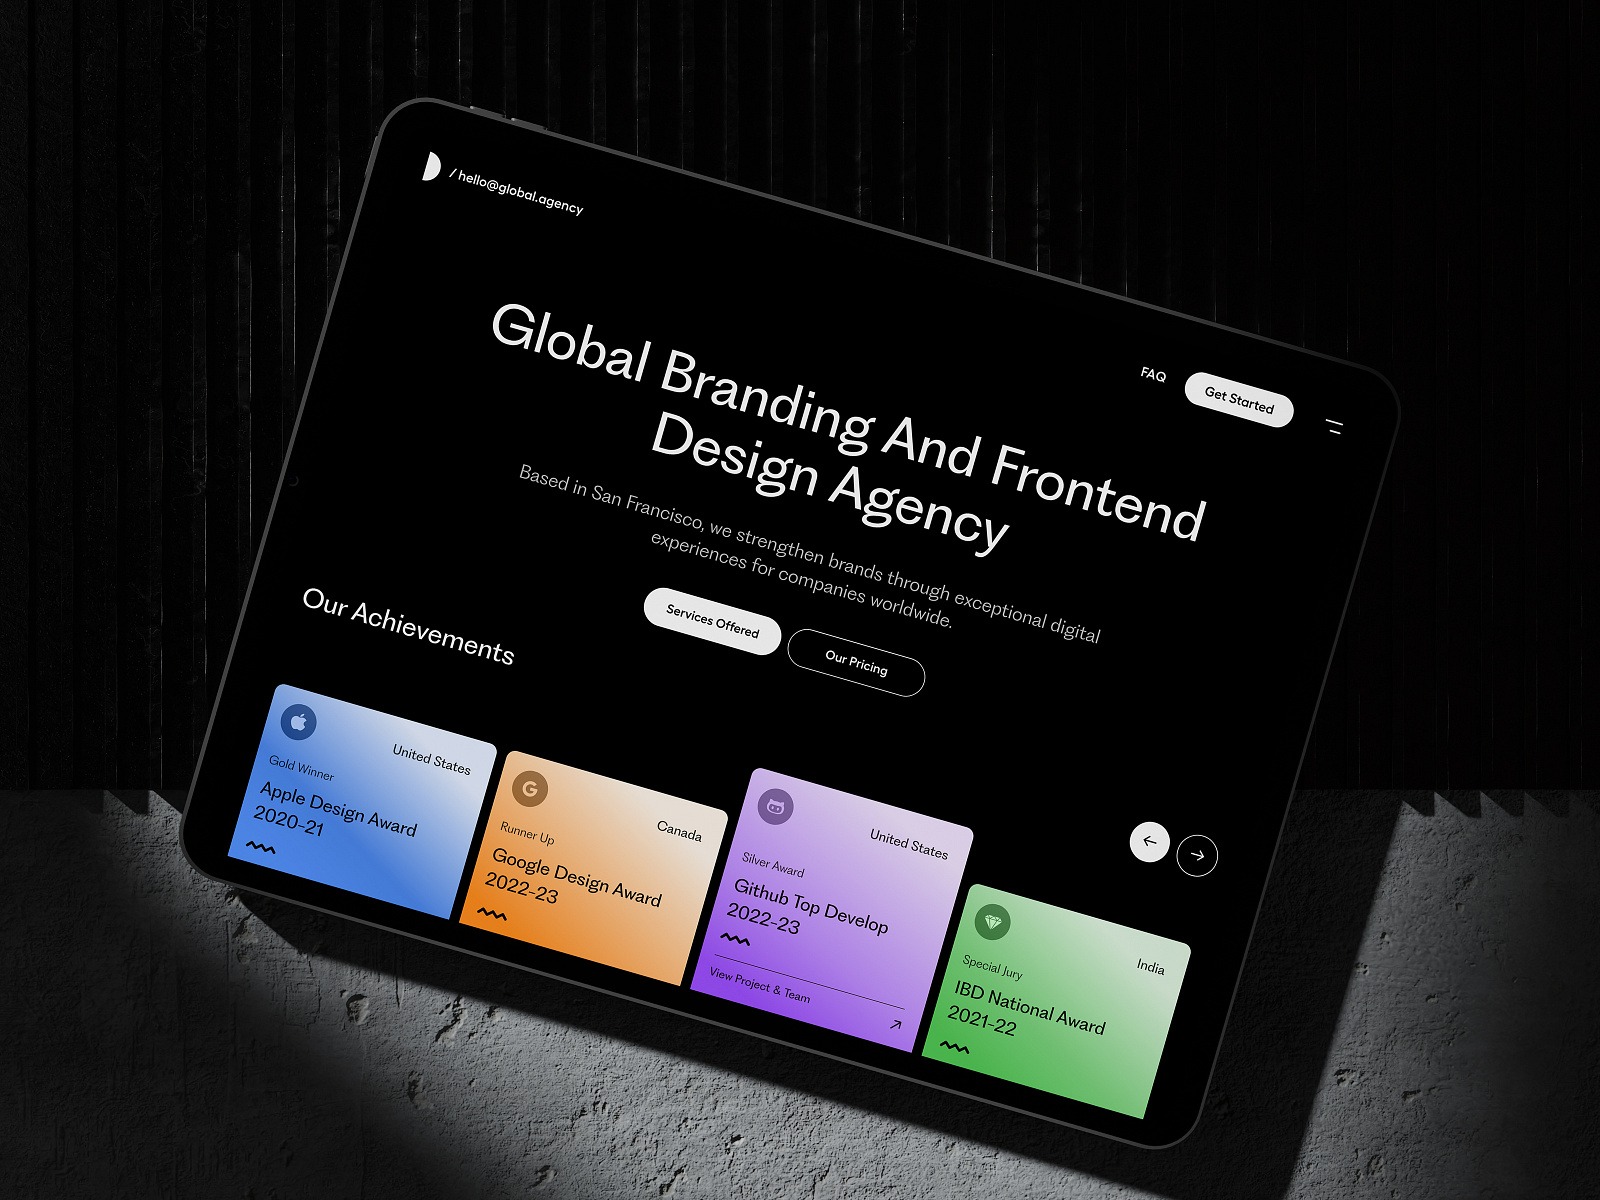 / hello@global.agency
FAQ
Get Started
Global Branding And Frontend
Design Agency
Based in San Francisco, we strengthen brands through exceptional digital
experiences for companies worldwide.
Services Offered
Our Pricing
Our Achievements
United States
Gold Winner
Apple Design Award
2020-21
Canada
Runner Up
Google Design Award
2022-23
United States
Silver Award
Github Top Develop
2022-23
View Project & Team
India
Special Jury
IBD National Award
2021-22